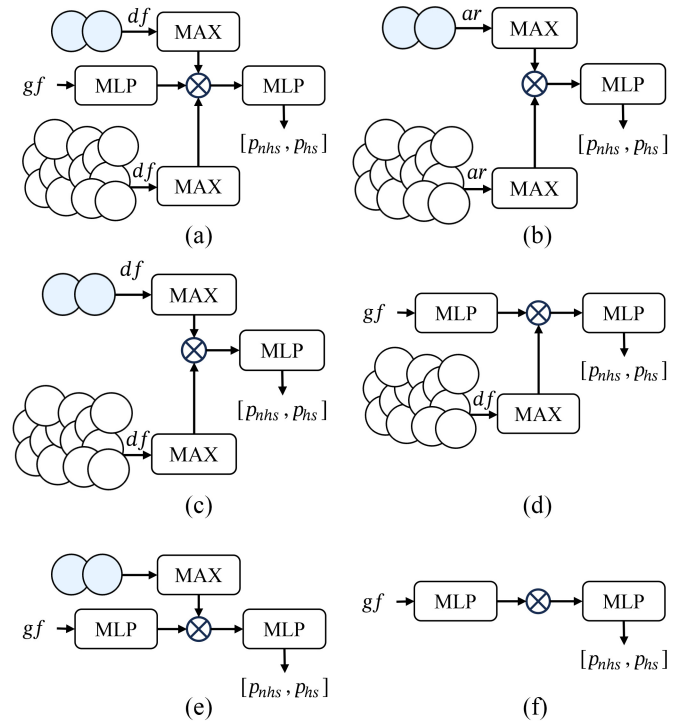 df
MAX
gf
MLP
MLP
[p_nhs, p_hs]
df
MAX
(a)
ar
MAX
MLP
[p_nhs, p_hs]
ar
MAX
(b)
df
MAX
MLP
[p_nhs, p_hs]
df
MAX
(c)
gf
MLP
MLP
[p_nhs, p_hs]
df
MAX
(d)
MAX
gf
MLP
MLP
[p_nhs, p_hs]
(e)
gf
MLP
MLP
[p_nhs, p_hs]
(f)